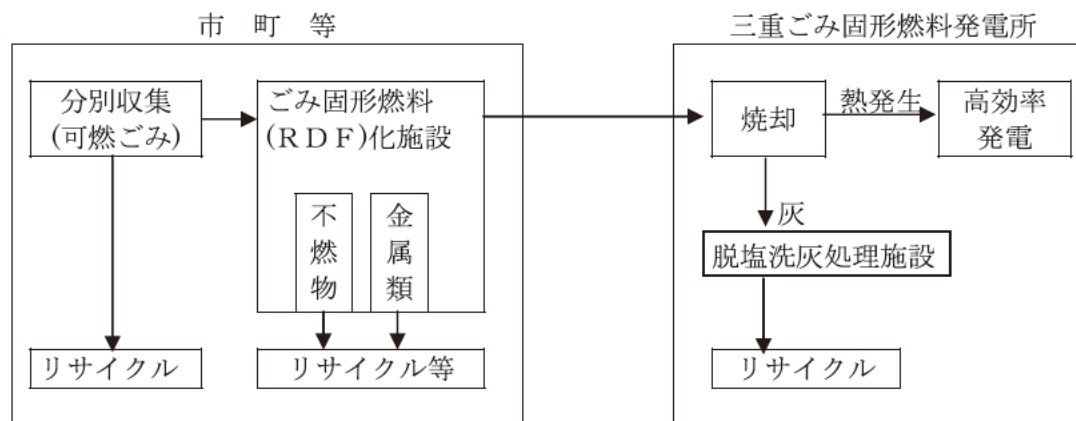 市 町 等
三重ごみ固形燃料発電所
分別収集
(可燃ごみ)
ごみ固形燃料
(RDF)化施設
焼却
熱発生
高効率
発電
不燃物
金属類
灰
脱塩洗灰処理施設
リサイクル
リサイクル等
リサイクル